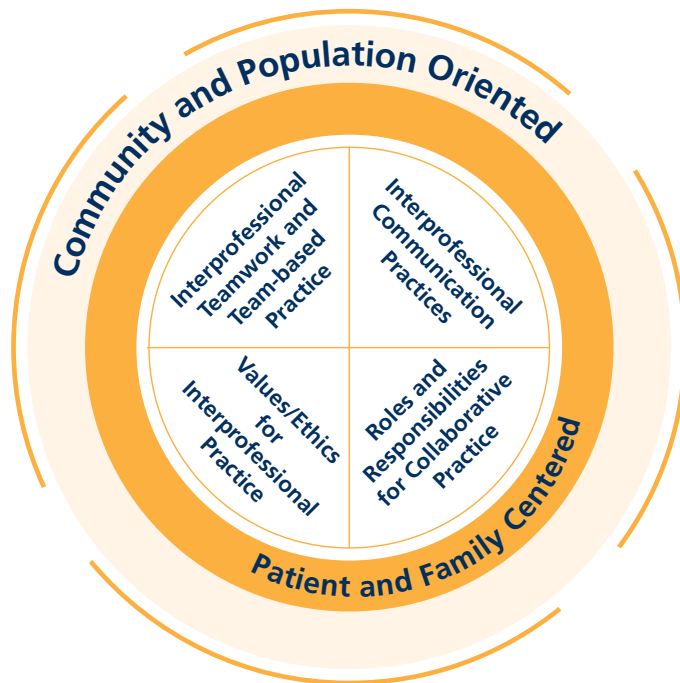 Community and Population Oriented
Interprofessional
Teamwork and
Team-based
Practice
Interprofessional
Communication
Practices
Values/Ethics
for
Interprofessional
Practice
Roles and
Responsibilities
for Collaborative
Practice
Patient and Family Centered